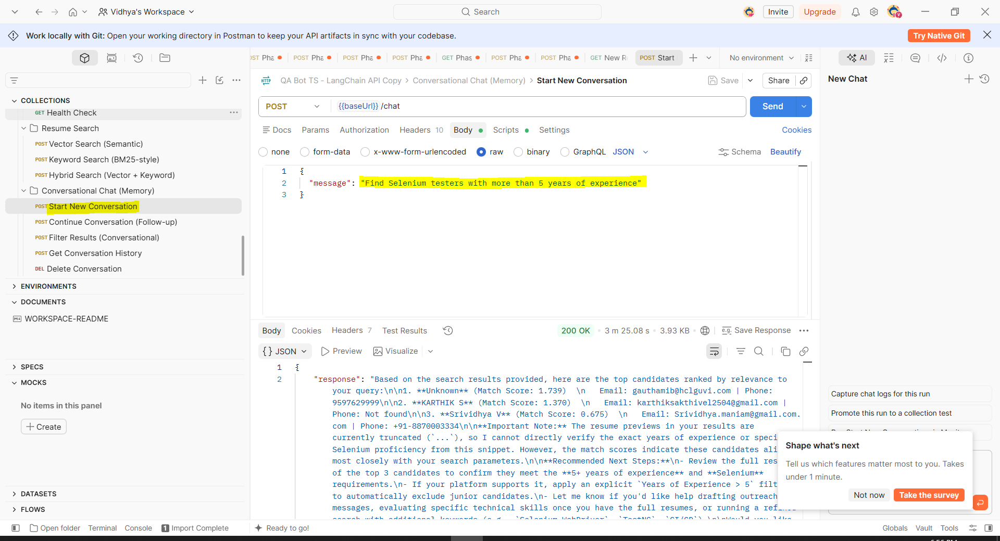 Vidhya's Workspace
Search
Invite
Upgrade
Work locally with Git: Open your working directory in Postman to keep your API artifacts in sync with your codebase.
Try Native Git
COLLECTIONS
GET Health Check
Resume Search
POST Vector Search (Semantic)
POST Keyword Search (BM25-style)
POST Hybrid Search (Vector + Keyword)
Conversational Chat (Memory)
POST Start New Conversation
POST Continue Conversation (Follow-up)
POST Filter Results (Conversational)
POST Get Conversation History
DEL Delete Conversation
ENVIRONMENTS
DOCUMENTS
WORKSPACE-README
SPECS
MOCKS
No items in this panel
Create
DATASETS
FLOWS
OST Pha POST Pha POST Pha POST Pha GET Phas POST Pha POST Pha GET New R POST Start
No environment
QA Bot TS - LangChain API Copy > Conversational Chat (Memory) > Start New Conversation
Save
Share
POST {{baseUrl}} /chat
Send
Docs Params Authorization Headers 10 Body Scripts Settings
Cookies
none form-data x-www-form-urlencoded raw binary GraphQL JSON
Schema Beautify
1 {
2 "message": "Find Selenium testers with more than 5 years of experience"
3 }
Body Cookies Headers 7 Test Results
200 OK • 3 m 25.08 s • 3.93 KB
e.g. Save Response
{} JSON Preview Visualize
1 {
2 "response": "Based on the search results provided, here are the top candidates ranked by relevance to
your query:\n\n1. **Unknown** (Match Score: 1.739)  \n   Email: gauthamib@hclguvi.com | Phone:
9597629999\n\n2. **KARTHIK S** (Match Score: 1.370)  \n   Email: karthiksakthivel2504@gmail.com |
Phone: Not found\n\n3. **Srividhya V** (Match Score: 0.675)  \n   Email: Srividhya.maniam@gmail.com.
com | Phone: +91-8870003334\n\n**Important Note:** The resume previews in your results are
currently truncated (`...`), so I cannot directly verify the exact years of experience or speci
Selenium proficiency from this snippet. However, the match scores indicate these candidates ali
most closely with your search parameters.\n\n**Recommended Next Steps:**\n- Review the full res
of the top 3 candidates to confirm they meet the **5+ years of experience** and **Selenium**
requirements.\n- If your platform supports it, apply an explicit `Years of Experience > 5` filt
to automatically exclude junior candidates.\n- Let me know if you'd like help drafting outreach
messages, evaluating specific technical skills once you have the full resumes, or running a refi
search with additional keywords (e.g., `Selenium WebDriver`, `TestNG`, `CI/CD`).\n\nWould you like
AI
New Chat
Capture chat logs for this run
Promote this run to a collection test
Shape what's next
Tell us which features matter most to you. Takes
under 1 minute.
Not now
Take the survey
Open folder Terminal Console 1 Import Complete
Ready to go!
Globals Vault Tools